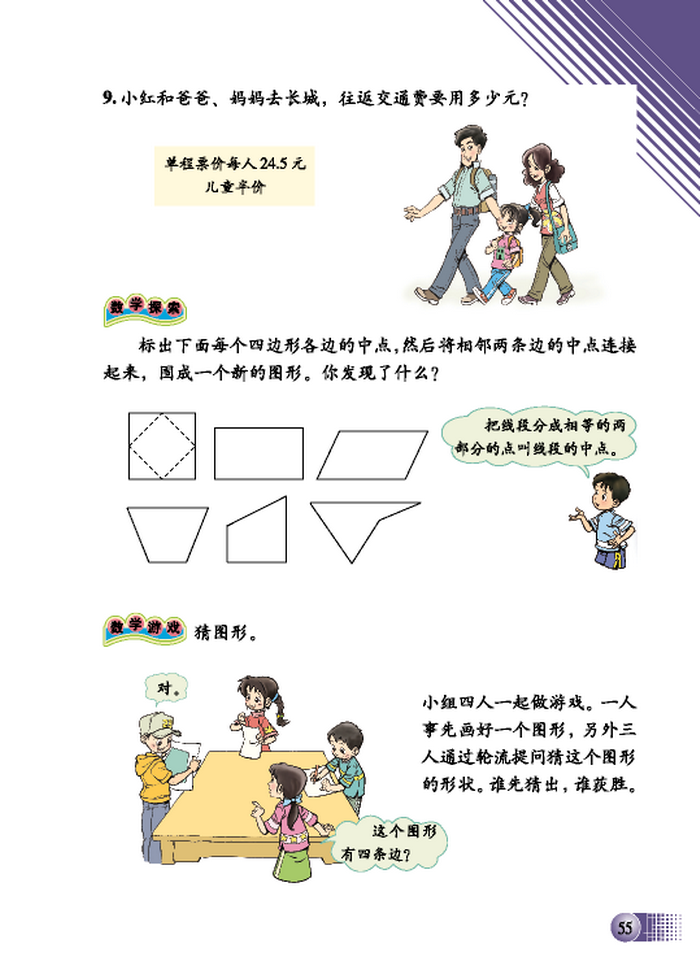 9. 小红和爸爸、妈妈去长城，往返交通费要用多少元？
单程票价每人 24.5 元
儿童半价
数学探索
标出下面每个四边形各边的中点,然后将相邻两条边的中点连接
起来，围成一个新的图形。你发现了什么？
把线段分成相等的两
部分的点叫线段的中点。
数学游戏 猜图形。
对。
小组四人一起做游戏。一人
事先画好一个图形，另外三
人通过轮流提问猜这个图形
的形状。谁先猜出，谁获胜。
这个图形
有四条边？
55